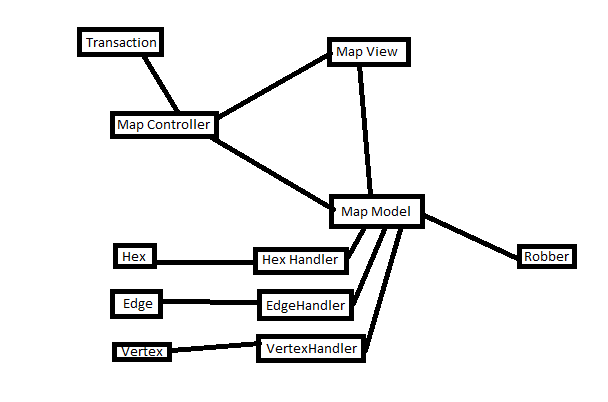 Transaction
Map View
Map Controller
Map Model
Hex
Hex Handler
Robber
Edge
EdgeHandler
Vertex
VertexHandler